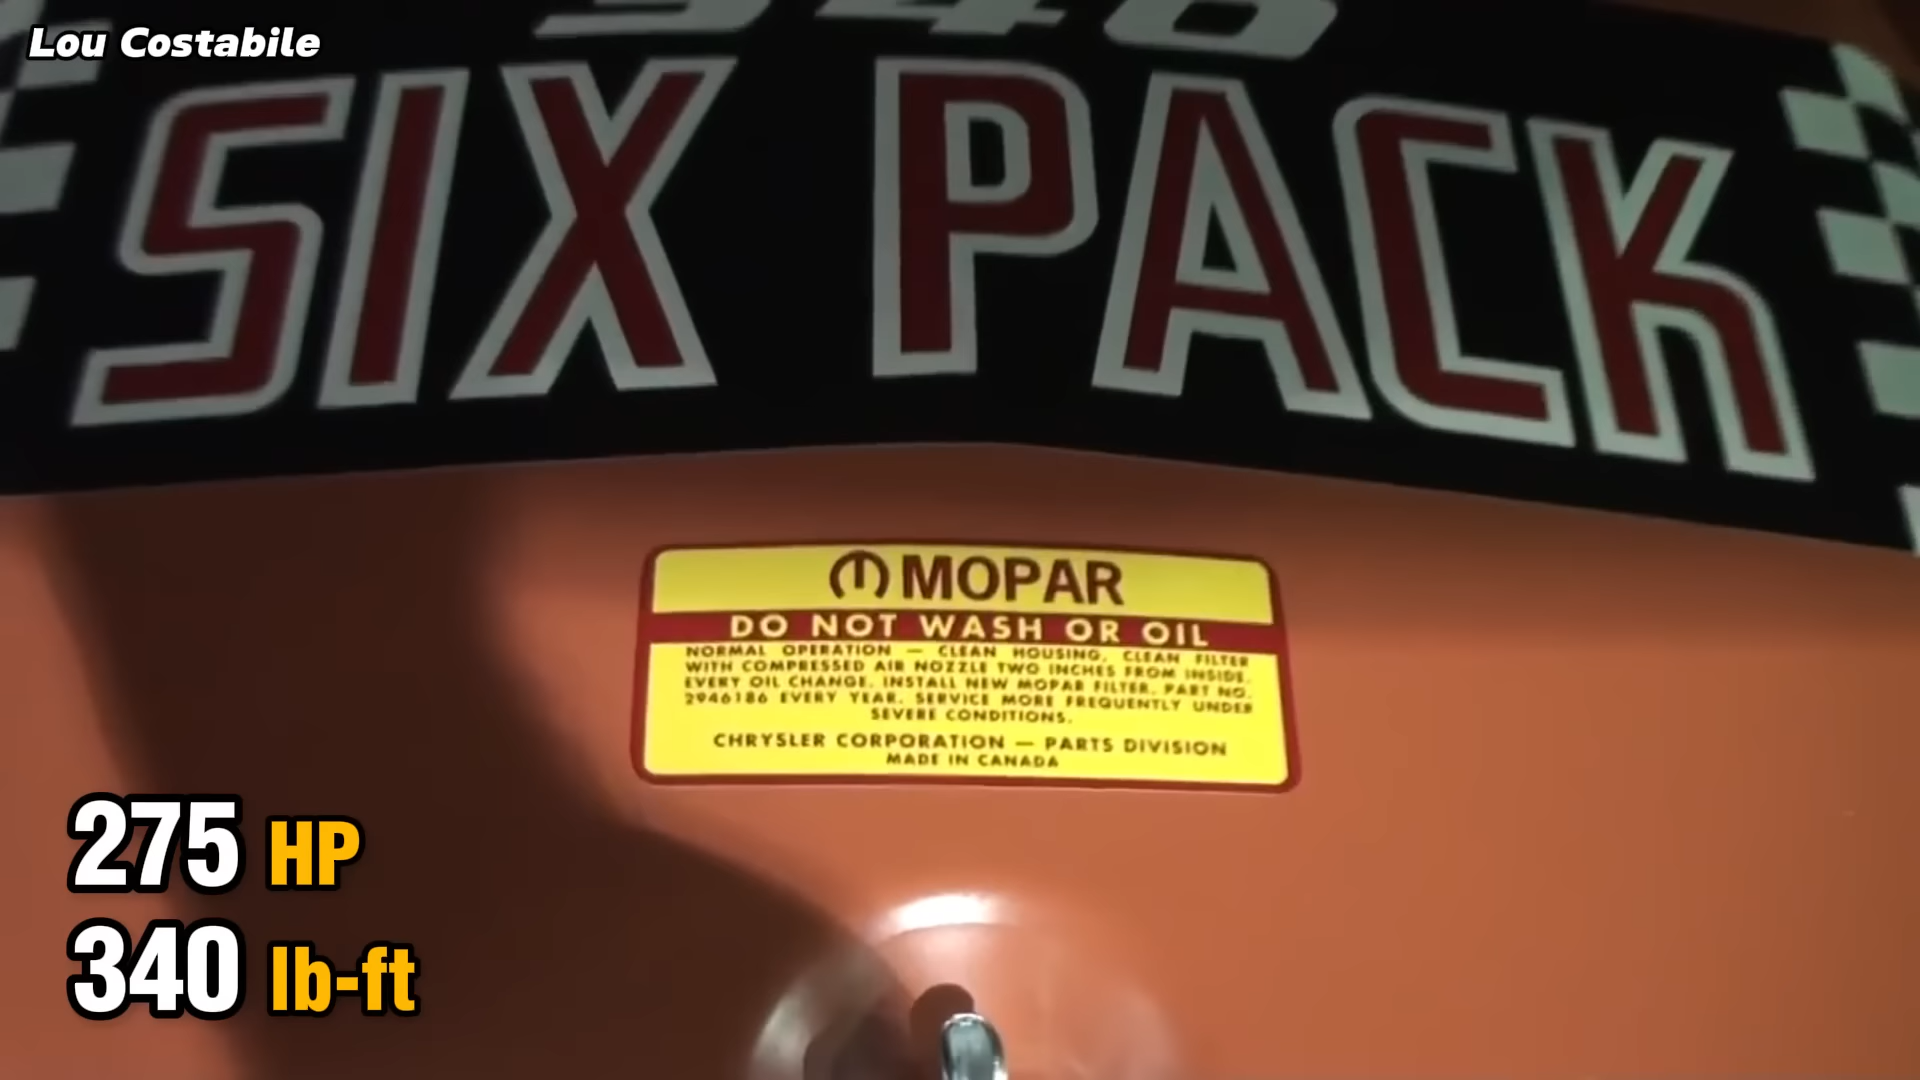 Lou Costabile
340
SIX PACK
MOPAR
DO NOT WASH OR OIL
NORMAL OPERATION — CLEAN HOUSING, CLEAN FILTER
WITH COMPRESSED AIR NOZZLE TWO INCHES FROM INSIDE.
EVERY OIL CHANGE. INSTALL NEW MOPAR FILTER, PART NO.
2946186 EVERY YEAR. SERVICE MORE FREQUENTLY UNDER
SEVERE CONDITIONS.
CHRYSLER CORPORATION — PARTS DIVISION
MADE IN CANADA
275 HP
340 lb-ft